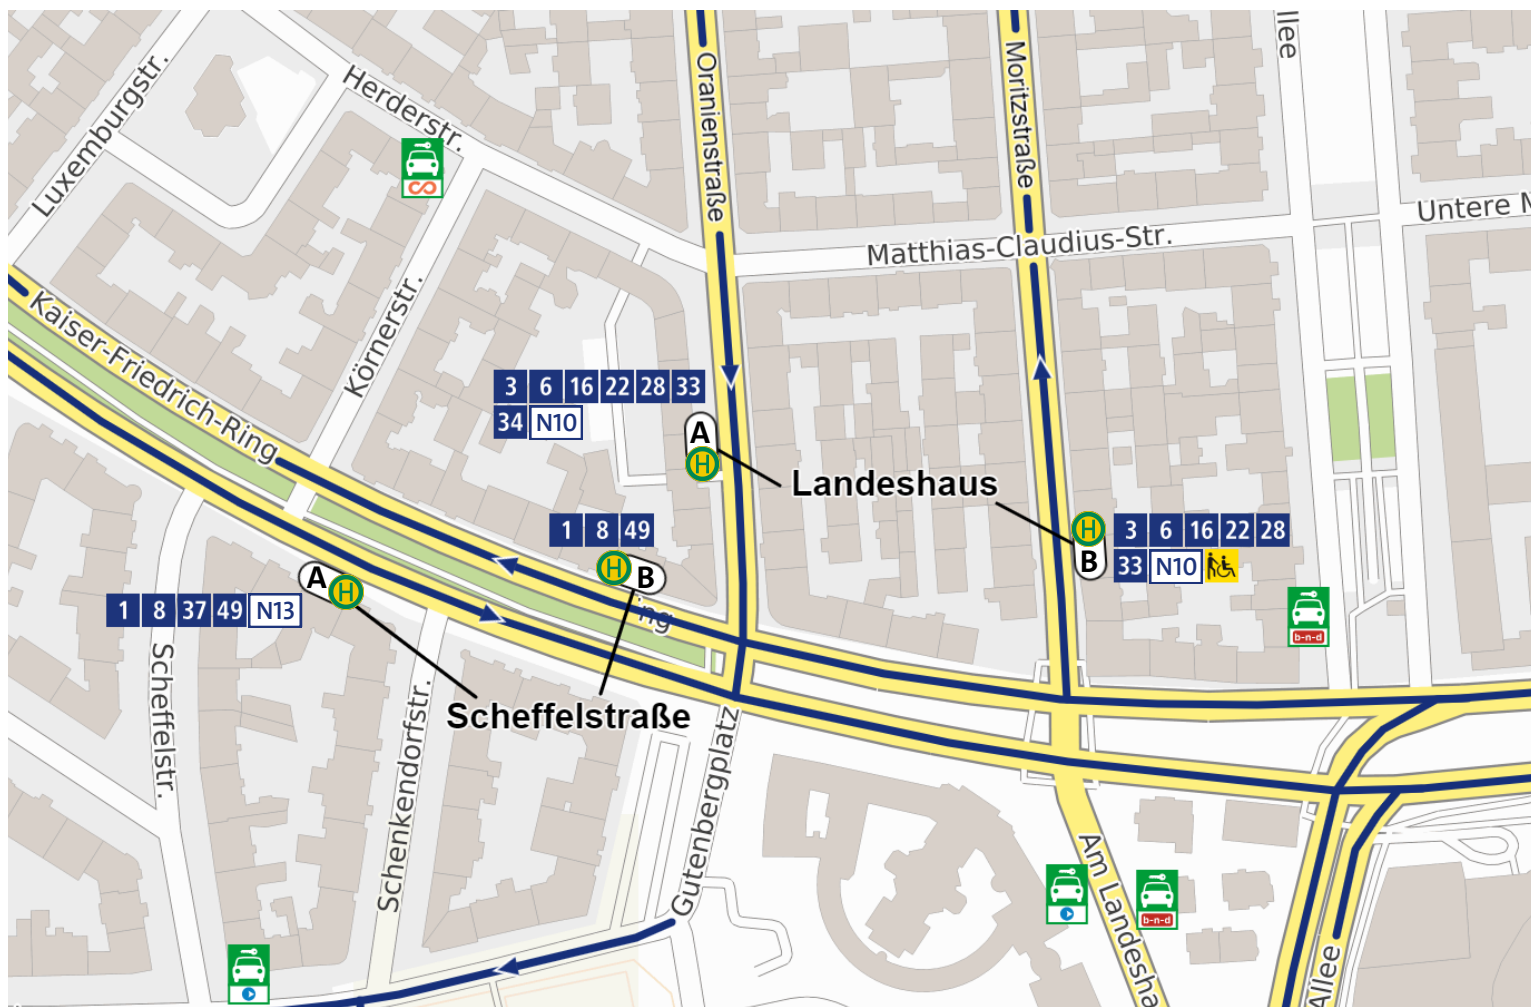 Luxemburgstr.
Herderstr.
Oranienstraße
Moritzstraße
llee
Untere M
Matthias-Claudius-Str.
Kaiser-Friedrich-Ring
Körnerstr.
3 6 16 22 28 33
34 N10
A
H
Landeshaus
H
B
3 6 16 22 28
33 N10
1 8 49
H B
ng
A H
1 8 37 49 N13
b-n-d
Scheffelstraße
Scheffelstr.
Schenkendorfstr.
Gutenbergplatz
Am Landesha
b-n-d
Allee